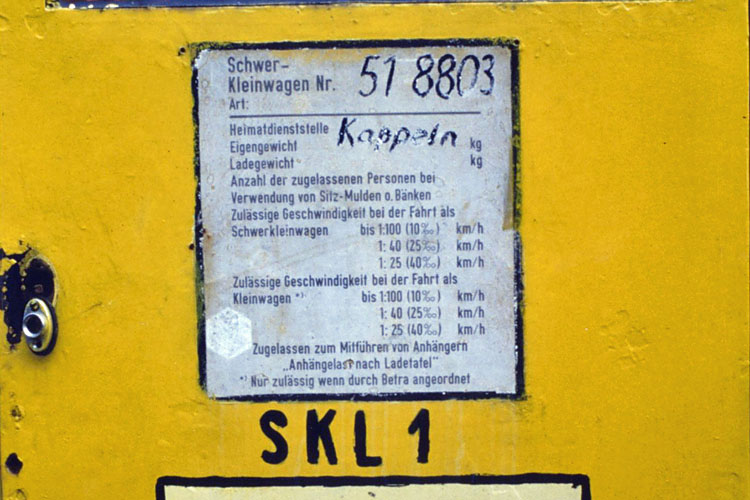 Schwer-
Kleinwagen Nr. 51 8803
Art:
Heimatdienststelle Kappeln
Eigengewicht kg
Ladegewicht kg
Anzahl der zugelassenen Personen bei
Verwendung von Sitz-Mulden o. Bänken
Zulässige Geschwindigkeit bei der Fahrt als
Schwerkleinwagen bis 1:100 (10‰) km/h
1: 40 (25‰) km/h
1: 25 (40‰) km/h
Zulässige Geschwindigkeit bei der Fahrt als
Kleinwagen *) bis 1:100 (10‰) km/h
1: 40 (25‰) km/h
1: 25 (40‰) km/h
Zugelassen zum Mitführen von Anhängern
„Anhängelast nach Ladetafel"
*) Nur zulässig wenn durch Betra angeordnet
SKL 1